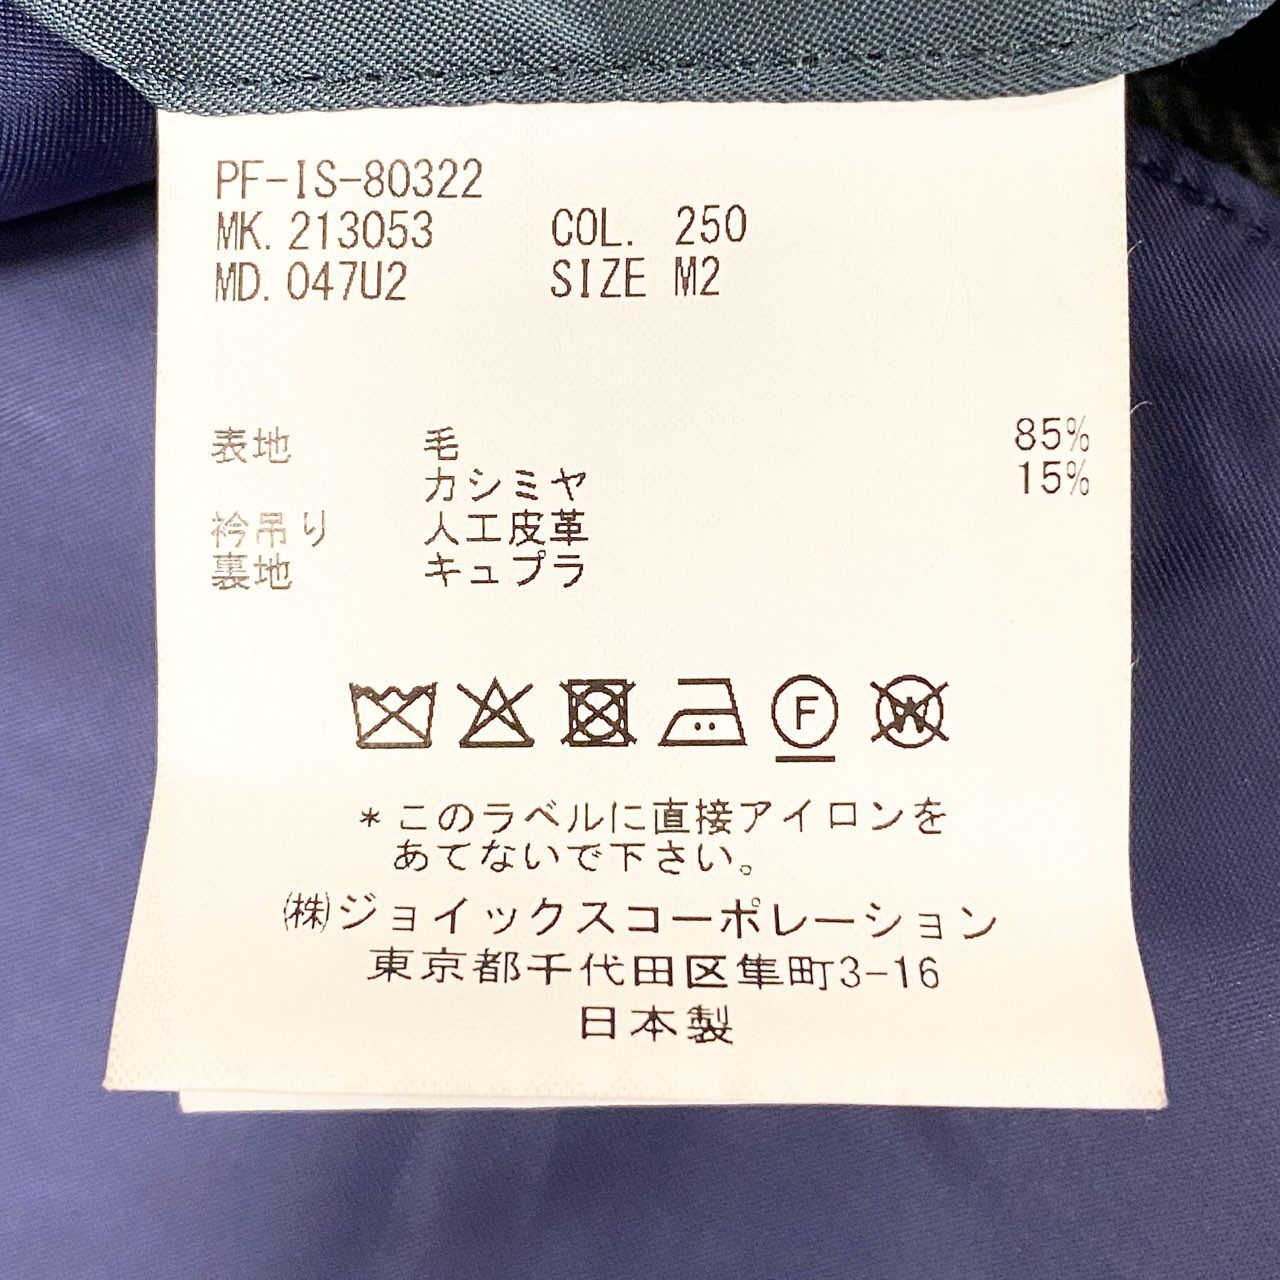 PF-IS-80322
MK. 213053 COL. 250
MD. 047U2 SIZE M2
表地 毛 85%
カシミヤ 15%
衿吊り 人工皮革
裏地 キュプラ
F W
*このラベルに直接アイロンを
あてないで下さい。
㈱ジョイックスコーポレーション
東京都千代田区隼町3-16
日本製